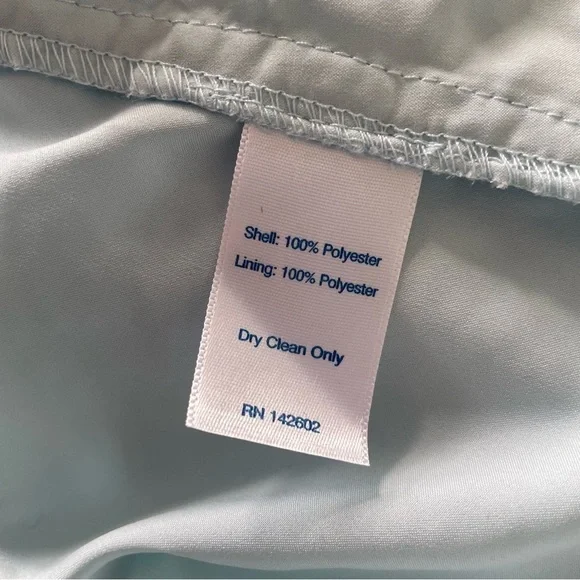 Shell: 100% Polyester
Lining: 100% Polyester
Dry Clean Only
RN 142602